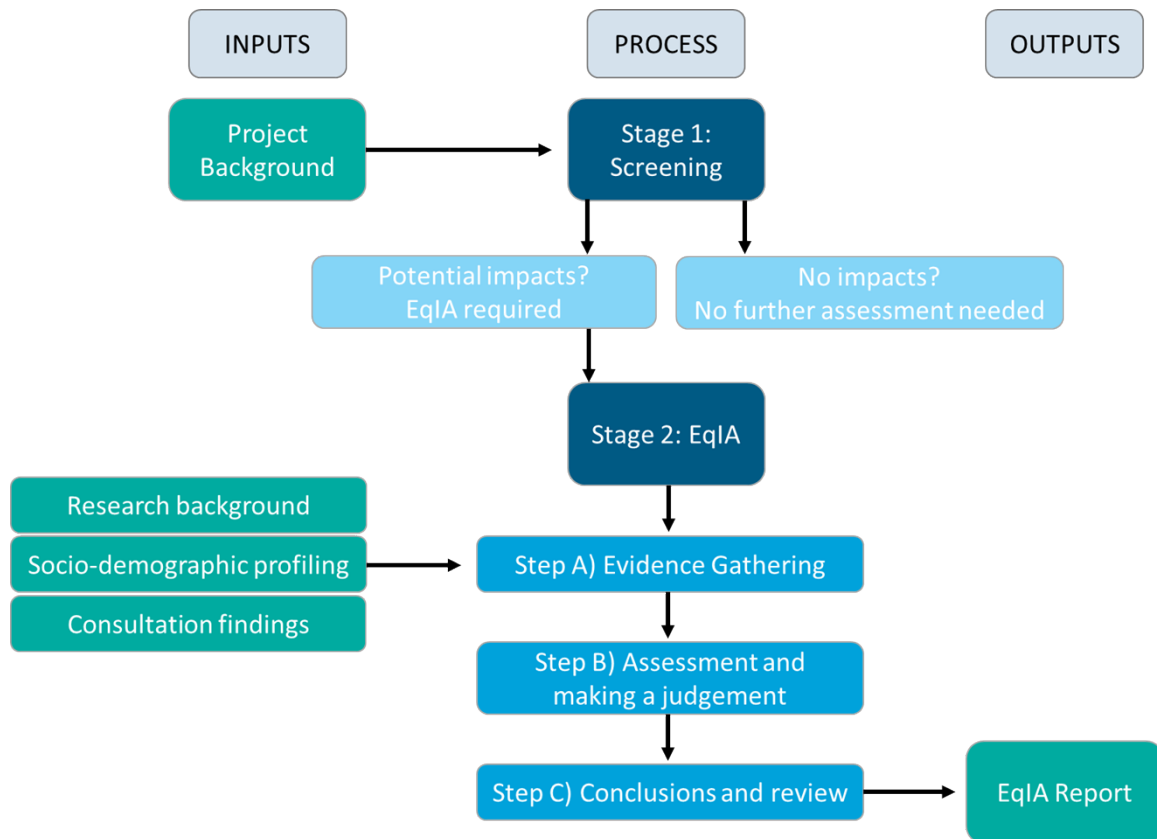 INPUTS
PROCESS
OUTPUTS
Project
Background
Stage 1:
Screening
Potential impacts?
EqIA required
No impacts?
No further assessment needed
Stage 2: EqIA
Research background
Socio-demographic profiling
Consultation findings
Step A) Evidence Gathering
Step B) Assessment and
making a judgement
Step C) Conclusions and review
EqIA Report